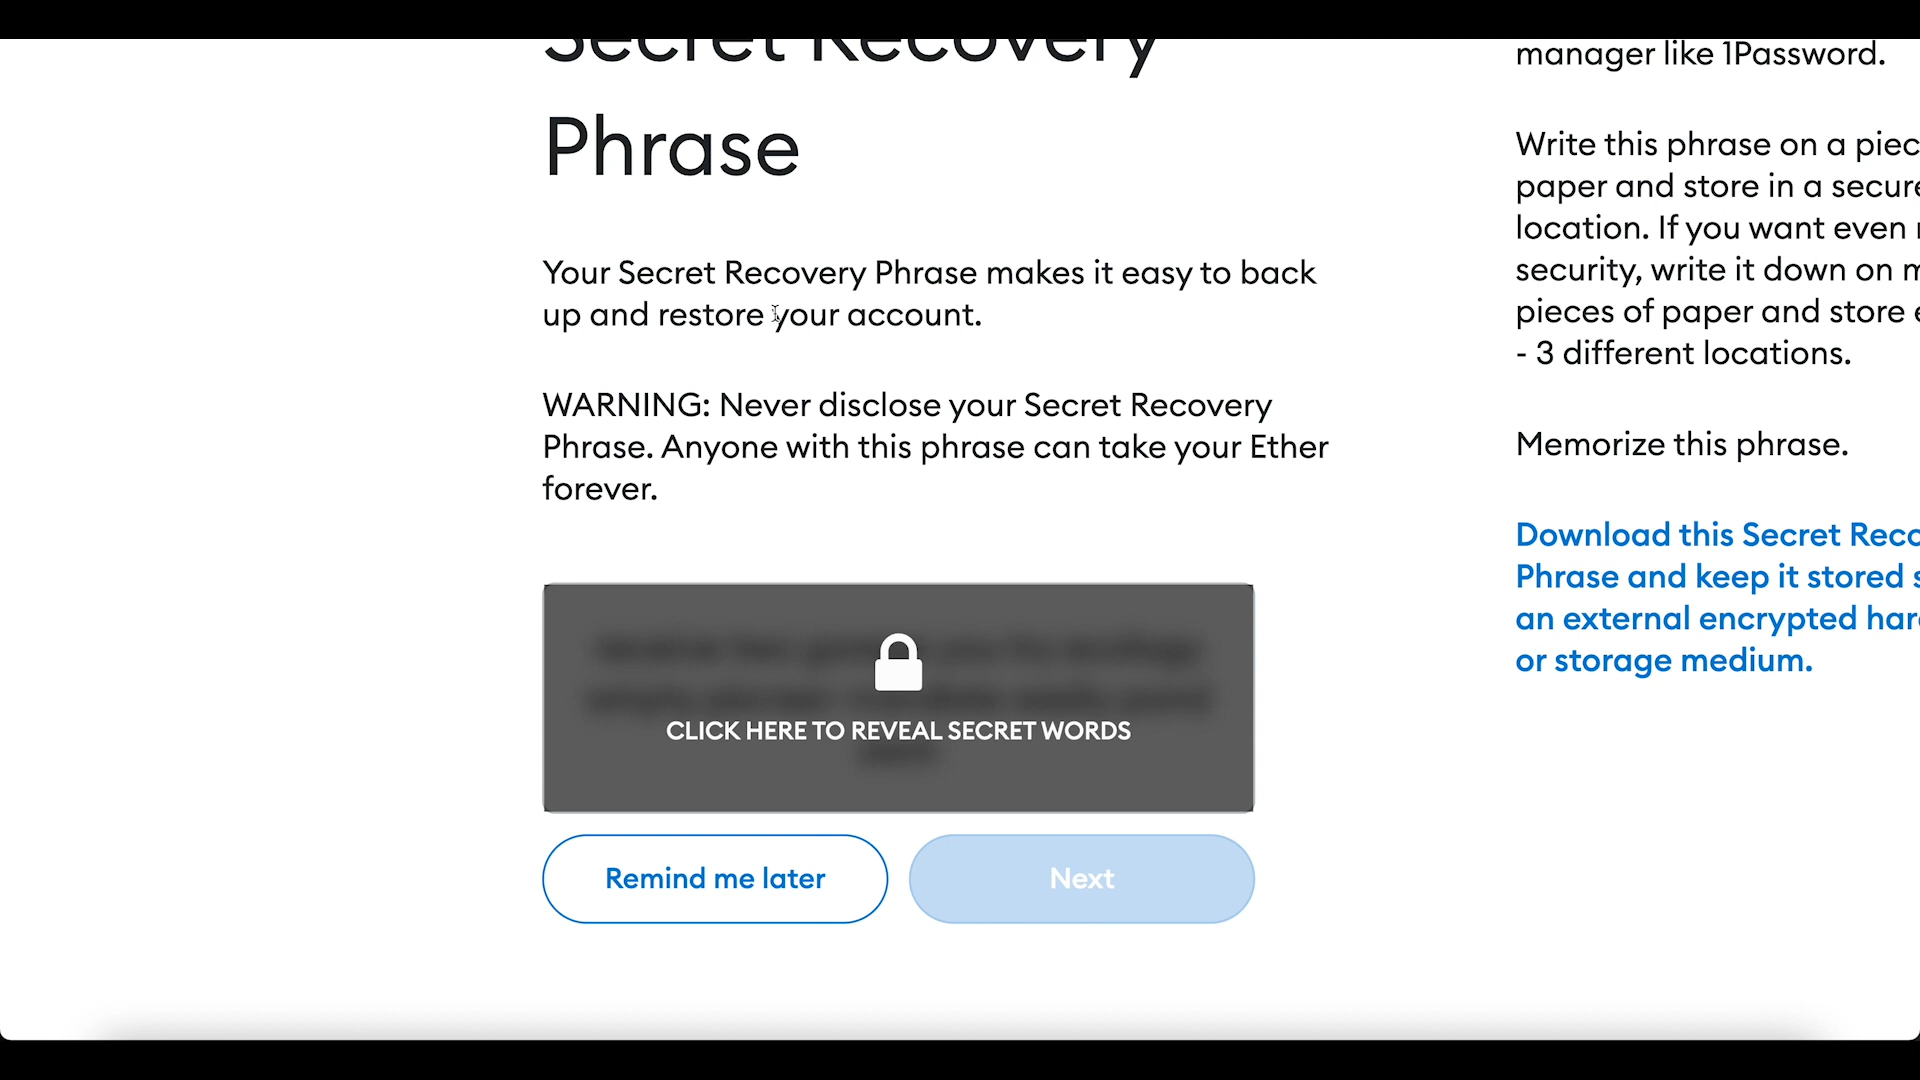 Secret Recovery
Phrase
Your Secret Recovery Phrase makes it easy to back
up and restore your account.
WARNING: Never disclose your Secret Recovery
Phrase. Anyone with this phrase can take your Ether
forever.
CLICK HERE TO REVEAL SECRET WORDS
Remind me later
Next
manager like 1Password.
Write this phrase on a piec
paper and store in a secure
location. If you want even
security, write it down on
pieces of paper and store
- 3 different locations.
Memorize this phrase.
Download this Secret Reco
Phrase and keep it stored
an external encrypted har
or storage medium.